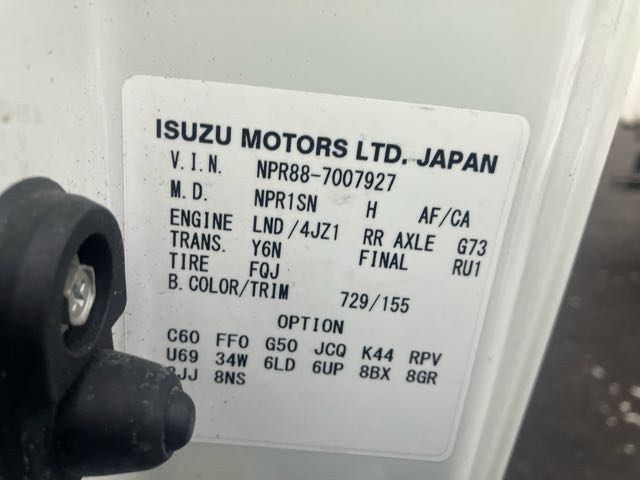 ISUZU MOTORS LTD. JAPAN
V.I.N. NPR88-7007927
M.D. NPR1SN H AF/CA
ENGINE LND/4JZ1 RR AXLE G73
TRANS. Y6N FINAL RU1
TIRE FQJ
B.COLOR/TRIM 729/155
OPTION
C60 FF0 G50 JCQ K44 RPV
U69 34W 6LD 6UP 8BX 8GR
8NS